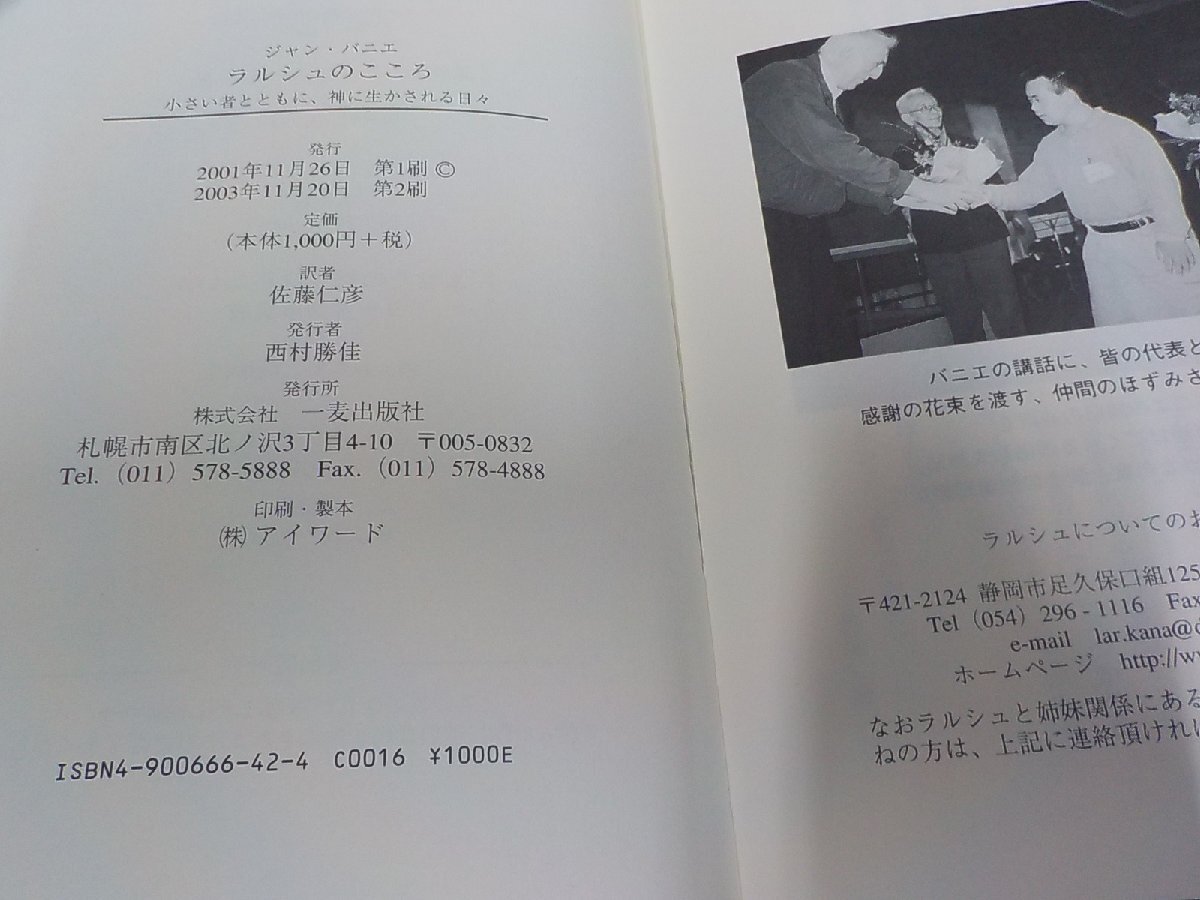 ジャン・バニエ
ラルシュのこころ
小さい者とともに、神に生かされる日々
発行
2001年11月26日 第1刷 ©
2003年11月20日 第2刷
定価
(本体1,000円+税)
訳者
佐藤仁彦
発行者
西村勝佳
発行所
株式会社 一麦出版社
札幌市南区北ノ沢3丁目4-10 〒005-0832
Tel. (011) 578-5888 Fax. (011) 578-4888
印刷・製本
㈱アイワード
ISBN4-900666-42-4 C0016 ¥1000E
バニエの講話に、皆の代表と
感謝の花束を渡す、仲間のほずみさ
ラルシュについてのお
〒421-2124 静岡市足久保口組125
Tel (054) 296-1116 Fax
e-mail lar.kana@d
ホームページ http://w
なおラルシュと姉妹関係にある
ねの方は、上記に連絡頂ければ